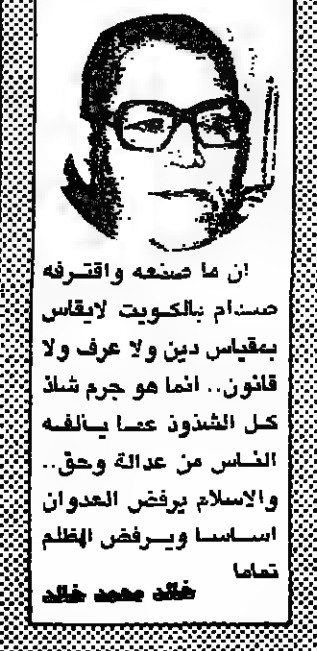 ان ما صنعه واقترفه
صدام بالكويت لايقاس
بمقياس دين ولا عرف ولا
قانون.. انما هو جرم شاذ
كل الشذوذ عما يالفه
الناس من عدالة وحق..
والاسلام يرفض العدوان
اساسا ويرفض الظلم
تماما
خالد محمد خالد